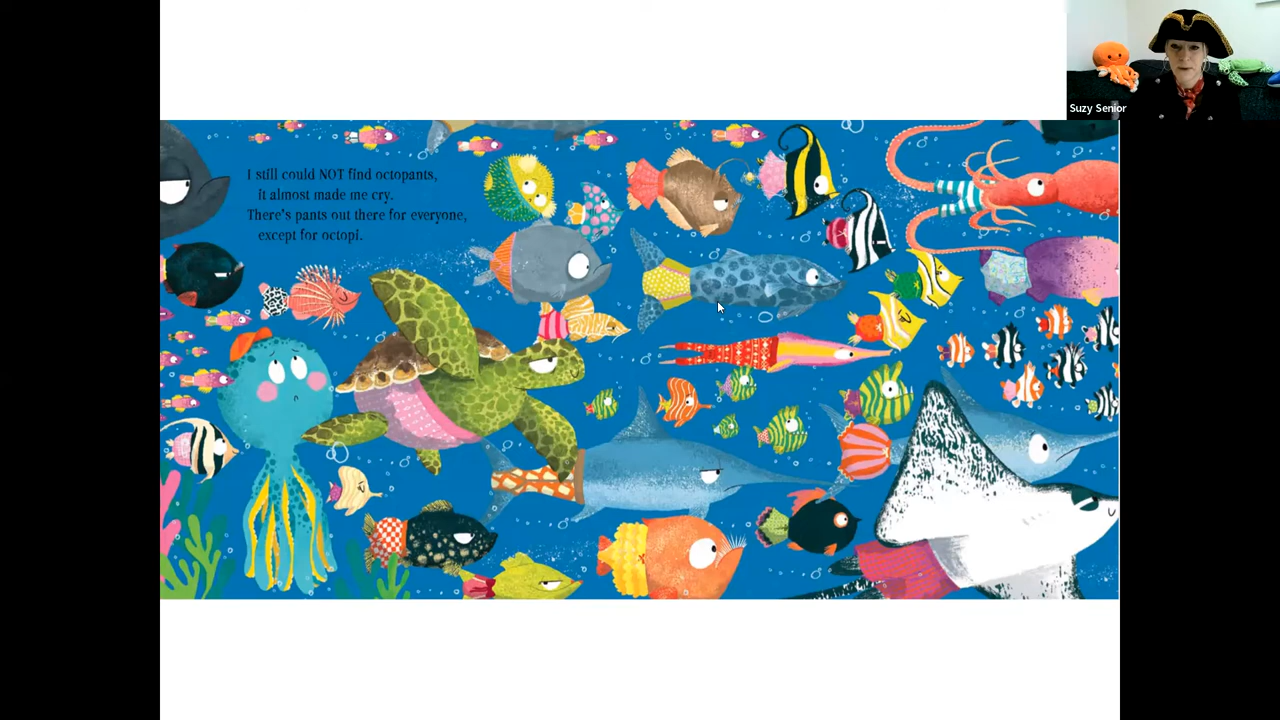 Suzy Senior
I still could NOT find octopants,
it almost made me cry.
There's pants out there for everyone,
except for octopi.